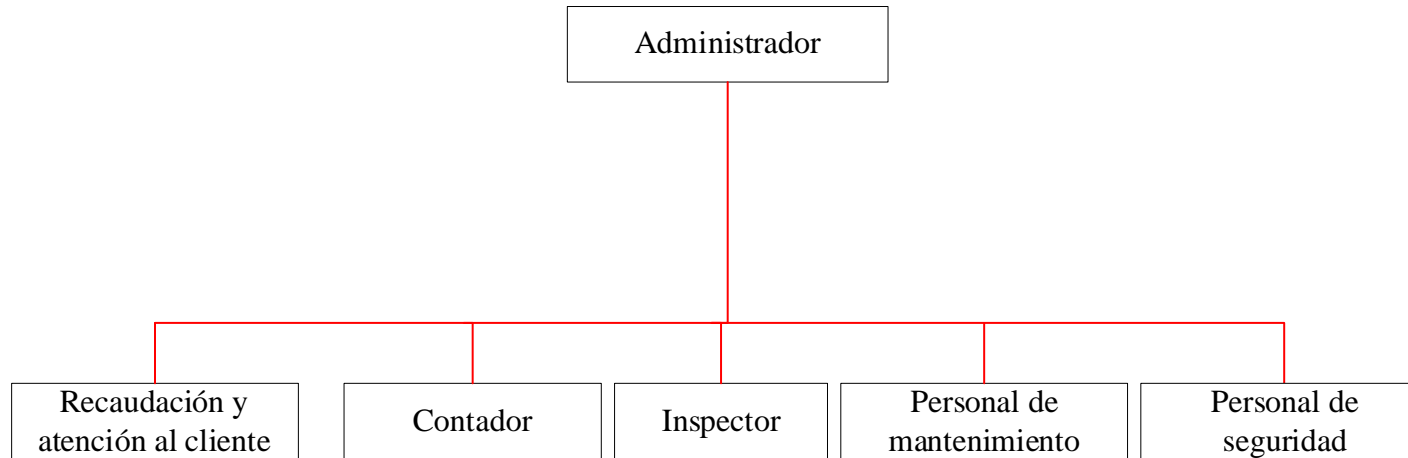 Administrador
Recaudación y
atención al cliente
Contador
Inspector
Personal de
mantenimiento
Personal de
seguridad